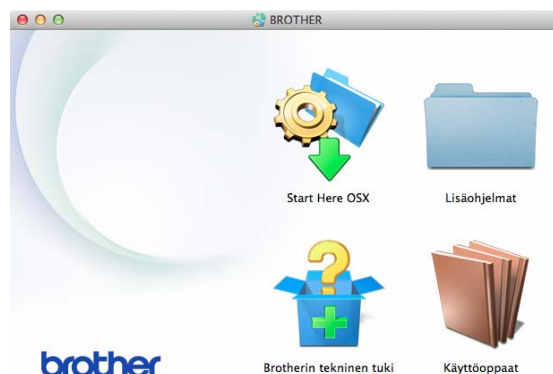 BROTHER
Start Here OSX
Lisäohjelmat
Brotherin tekninen tuki
Käyttöoppaat
brother